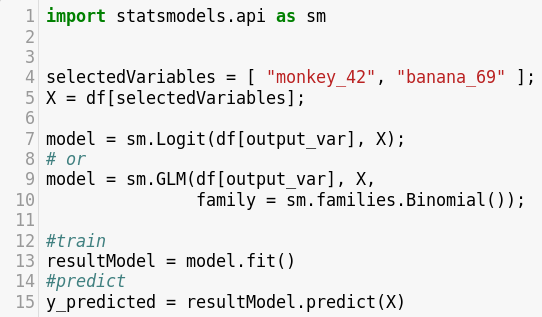 1 import statsmodels.api as sm
2
3
4 selectedVariables = [ "monkey_42", "banana_69" ];
5 X = df[selectedVariables];
6
7 model = sm.Logit(df[output_var], X);
8 # or
9 model = sm.GLM(df[output_var], X,
10                family = sm.families.Binomial());
11
12 #train
13 resultModel = model.fit()
14 #predict
15 y_predicted = resultModel.predict(X)